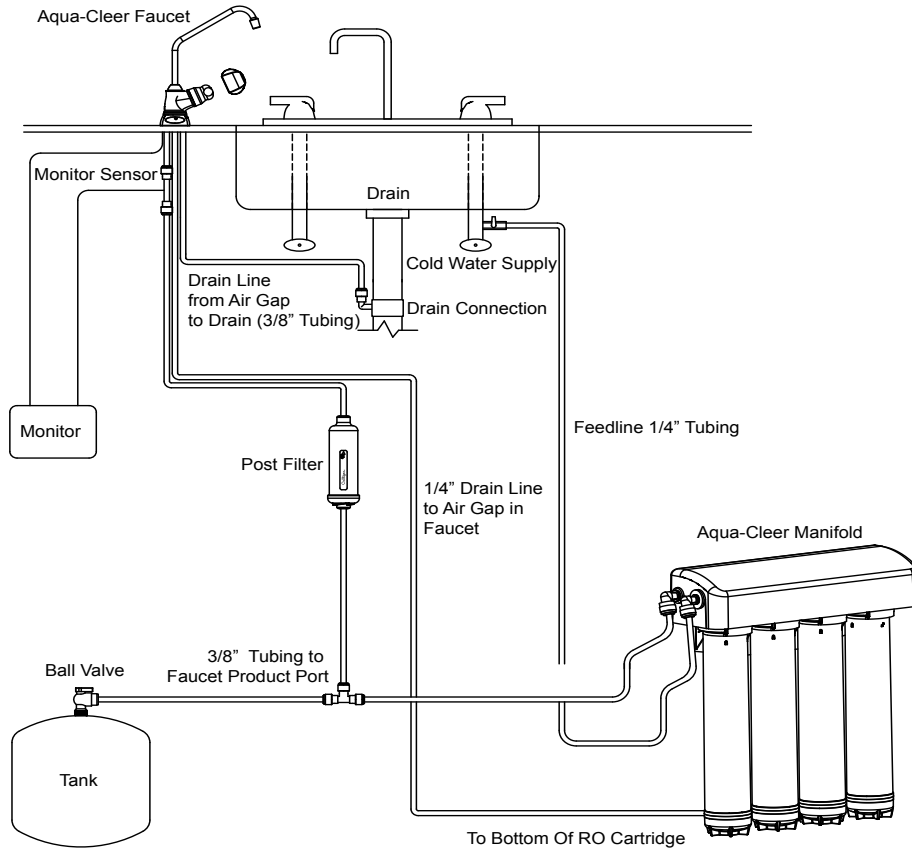 Aqua-Cleer Faucet
Monitor Sensor
Drain
Cold Water Supply
Drain Line
from Air Gap
to Drain (3/8” Tubing)
Drain Connection
Monitor
Feedline 1/4” Tubing
Post Filter
1/4” Drain Line
to Air Gap in
Faucet
Aqua-Cleer Manifold
3/8” Tubing to
Faucet Product Port
Ball Valve
Tank
To Bottom Of RO Cartridge